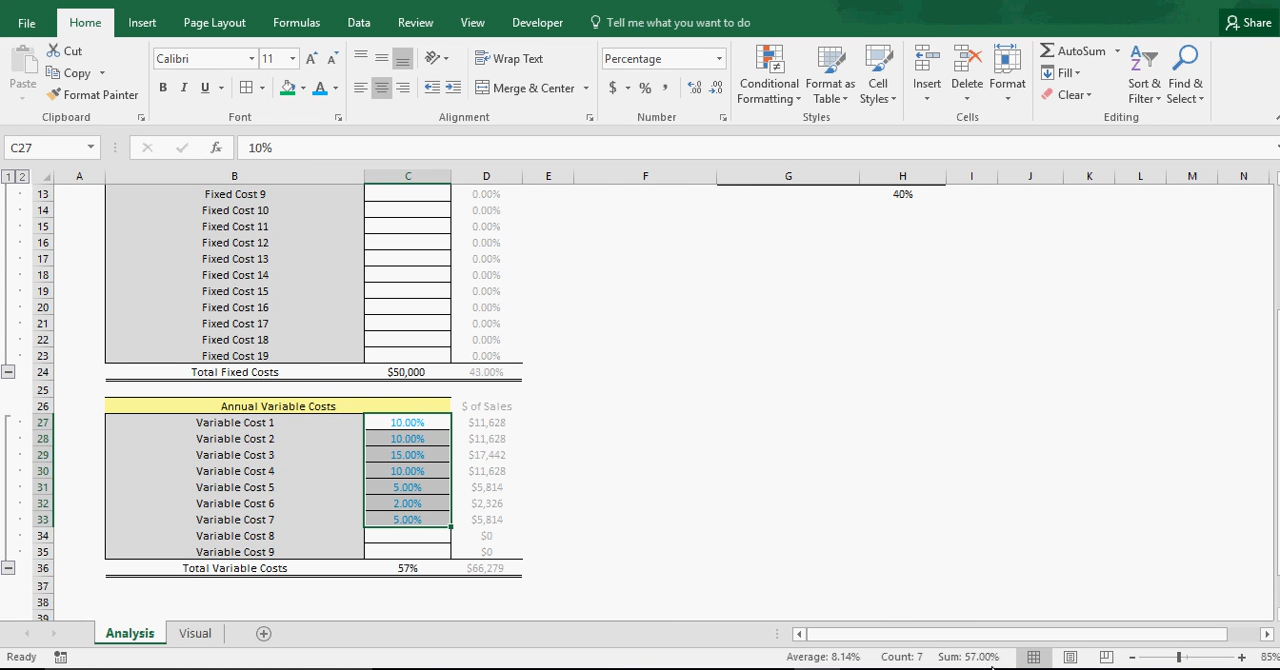 File Home Insert Page Layout Formulas Data Review View Developer Tell me what you want to do Share
Paste Cut Copy Format Painter Clipboard
Calibri 11 B I U A Font
Wrap Text Merge & Center Alignment
Percentage $ % , Number
Conditional Formatting Format as Table Cell Styles Styles
Insert Delete Format Cells
AutoSum Fill Clear Sort & Filter Find & Select Editing
C27 fx 10%
1 2 A B C D E F G H I J K L M N
13 Fixed Cost 9 0.00% 40%
14 Fixed Cost 10 0.00%
15 Fixed Cost 11 0.00%
16 Fixed Cost 12 0.00%
17 Fixed Cost 13 0.00%
18 Fixed Cost 14 0.00%
19 Fixed Cost 15 0.00%
20 Fixed Cost 16 0.00%
21 Fixed Cost 17 0.00%
22 Fixed Cost 18 0.00%
23 Fixed Cost 19 0.00%
24 Total Fixed Costs $50,000 43.00%
25
26 Annual Variable Costs $ of Sales
27 Variable Cost 1 10.00% $11,628
28 Variable Cost 2 10.00% $11,628
29 Variable Cost 3 15.00% $17,442
30 Variable Cost 4 10.00% $11,628
31 Variable Cost 5 5.00% $5,814
32 Variable Cost 6 2.00% $2,326
33 Variable Cost 7 5.00% $5,814
34 Variable Cost 8 $0
35 Variable Cost 9 $0
36 Total Variable Costs 57% $66,279
37
38
39
Analysis Visual
Ready Average: 8.14% Count: 7 Sum: 57.00% 85%